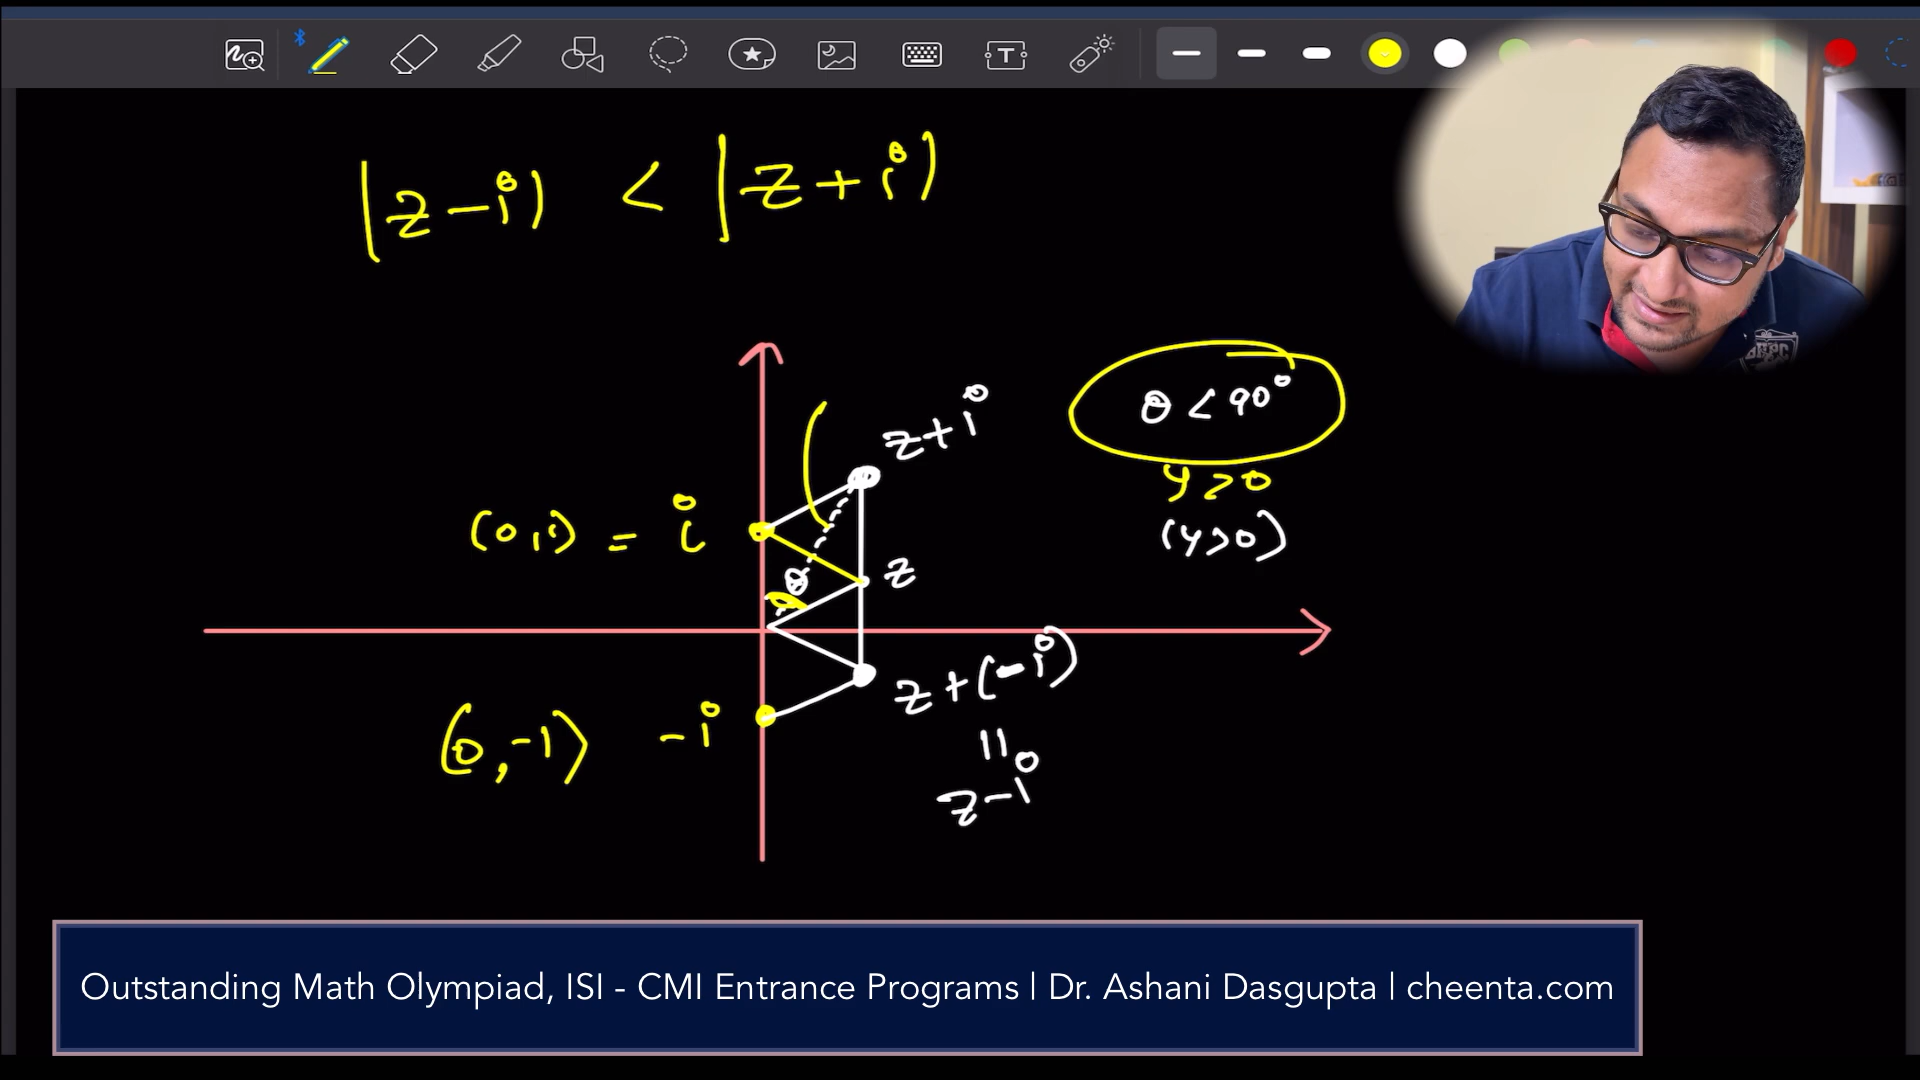 |z-i| < |z+i|
z+i
θ < 90°
y>0
(0,1) = i
(y>0)
z
θ
z+(-i)
(0,-1) -i
||
z-i
Outstanding Math Olympiad, ISI - CMI Entrance Programs | Dr. Ashani Dasgupta | cheenta.com